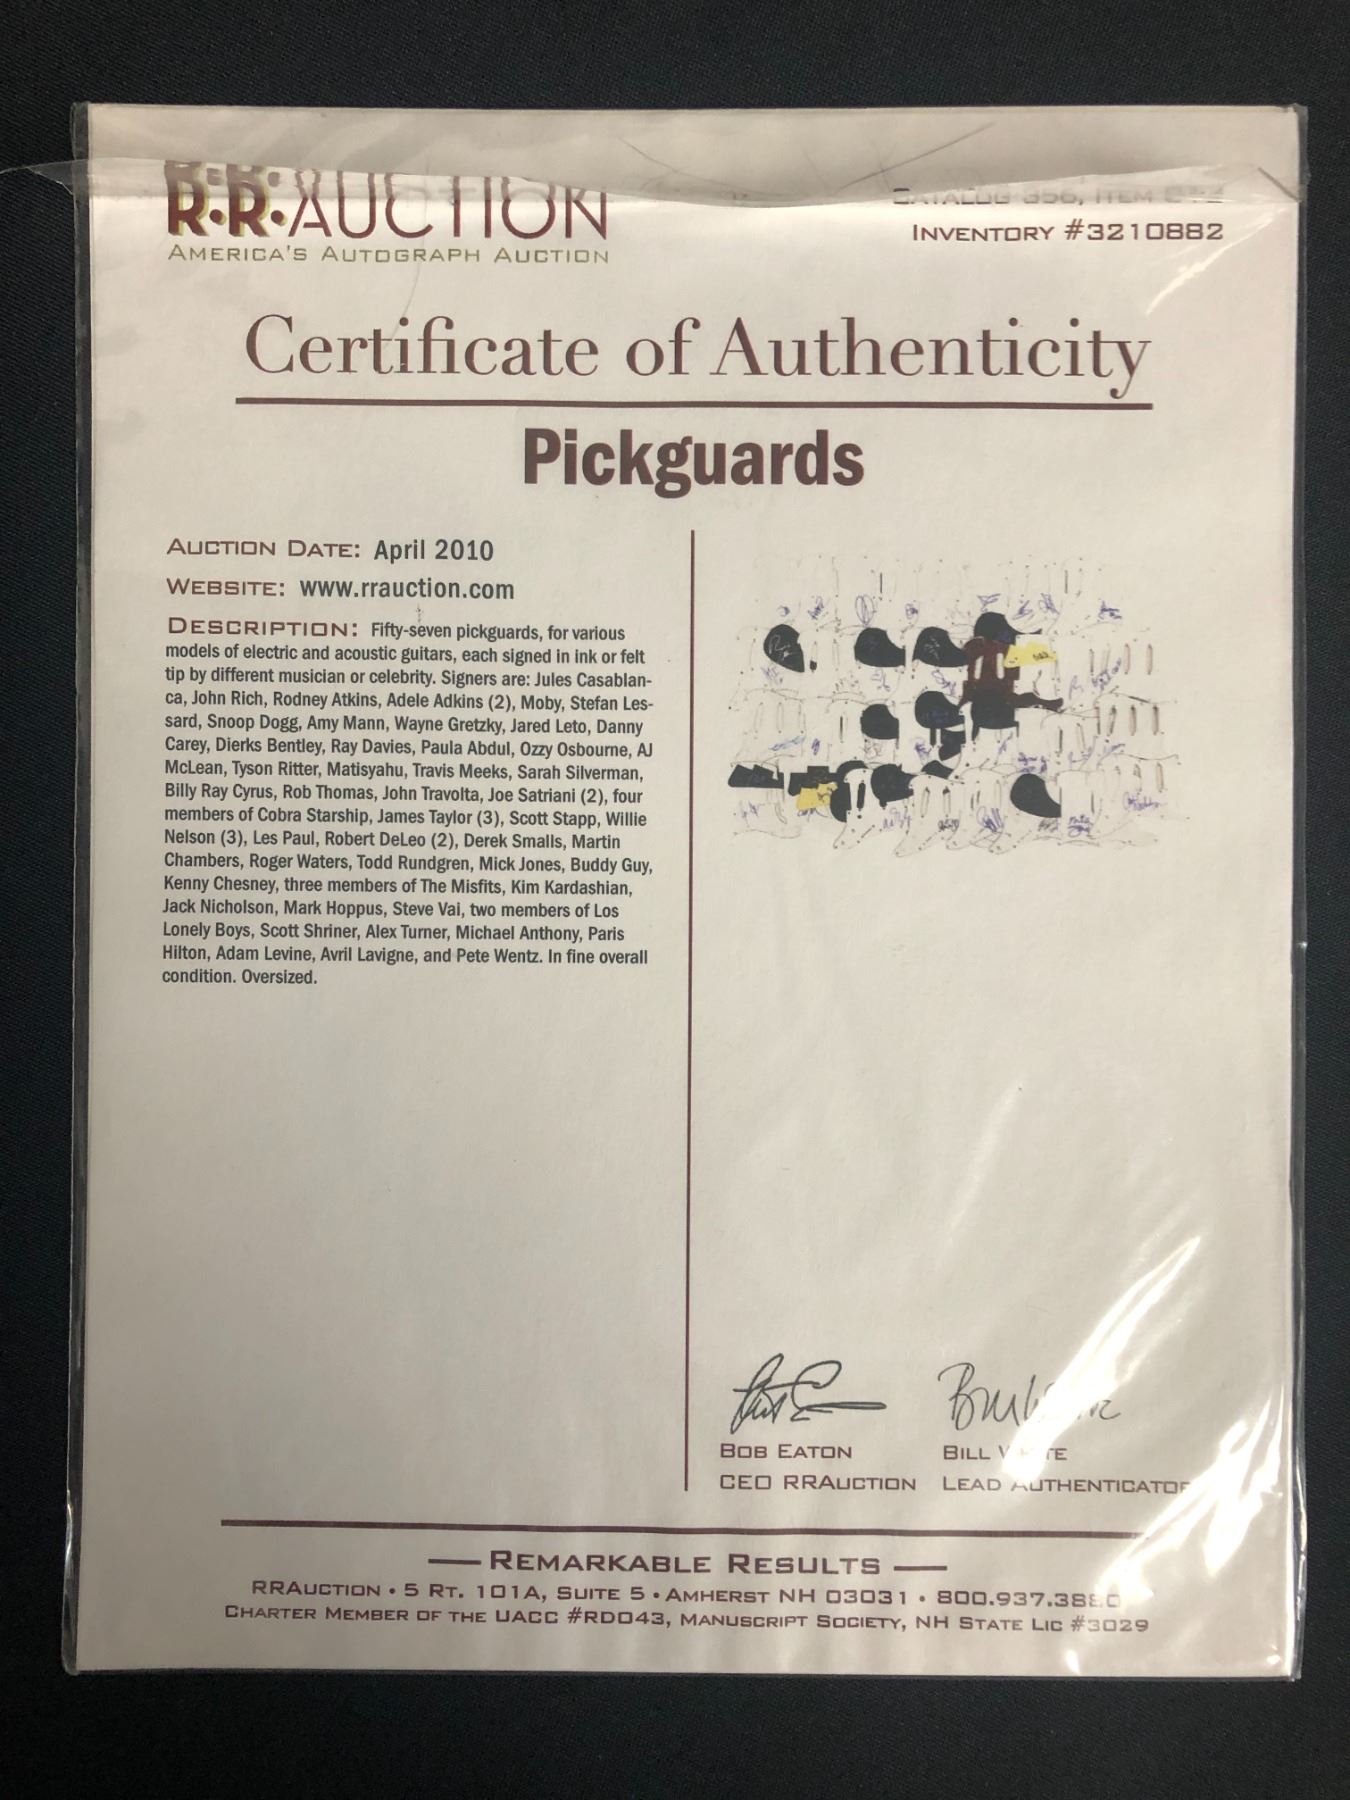 R·R·AUCTION
AMERICA'S AUTOGRAPH AUCTION
CATALOG 356, ITEM
INVENTORY #3210882
Certificate of Authenticity
Pickguards
AUCTION DATE: April 2010
WEBSITE: www.rrauction.com
DESCRIPTION: Fifty-seven pickguards, for various
models of electric and acoustic guitars, each signed in ink or felt
tip by different musician or celebrity. Signers are: Jules Casablan-
ca, John Rich, Rodney Atkins, Adele Adkins (2), Moby, Stefan Les-
sard, Snoop Dogg, Amy Mann, Wayne Gretzky, Jared Leto, Danny
Carey, Dierks Bentley, Ray Davies, Paula Abdul, Ozzy Osbourne, AJ
McLean, Tyson Ritter, Matisyahu, Travis Meeks, Sarah Silverman,
Billy Ray Cyrus, Rob Thomas, John Travolta, Joe Satriani (2), four
members of Cobra Starship, James Taylor (3), Scott Stapp, Willie
Nelson (3), Les Paul, Robert DeLeo (2), Derek Smalls, Martin
Chambers, Roger Waters, Todd Rundgren, Mick Jones, Buddy Guy,
Kenny Chesney, three members of The Misfits, Kim Kardashian,
Jack Nicholson, Mark Hoppus, Steve Vai, two members of Los
Lonely Boys, Scott Shriner, Alex Turner, Michael Anthony, Paris
Hilton, Adam Levine, Avril Lavigne, and Pete Wentz. In fine overall
condition. Oversized.
BOB EATON
CEO RRAUCTION
BILL WHITE
LEAD AUTHENTICATOR
REMARKABLE RESULTS
RRAUCTION • 5 RT. 101A, SUITE 5 • AMHERST NH 03031 • 800.937.3880
CHARTER MEMBER OF THE UACC #RD043, MANUSCRIPT SOCIETY, NH STATE LIC #3029